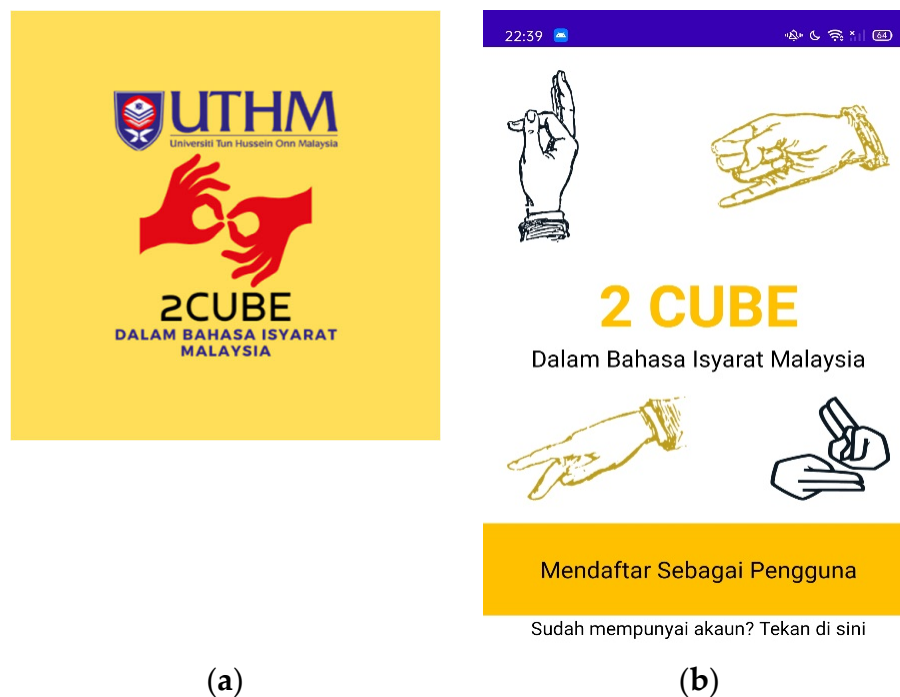 UTHM
Universiti Tun Hussein Onn Malaysia
2CUBE
DALAM BAHASA ISYARAT
MALAYSIA
(a)
22:39
64
2 CUBE
Dalam Bahasa Isyarat Malaysia
Mendaftar Sebagai Pengguna
Sudah mempunyai akaun? Tekan di sini
(b)